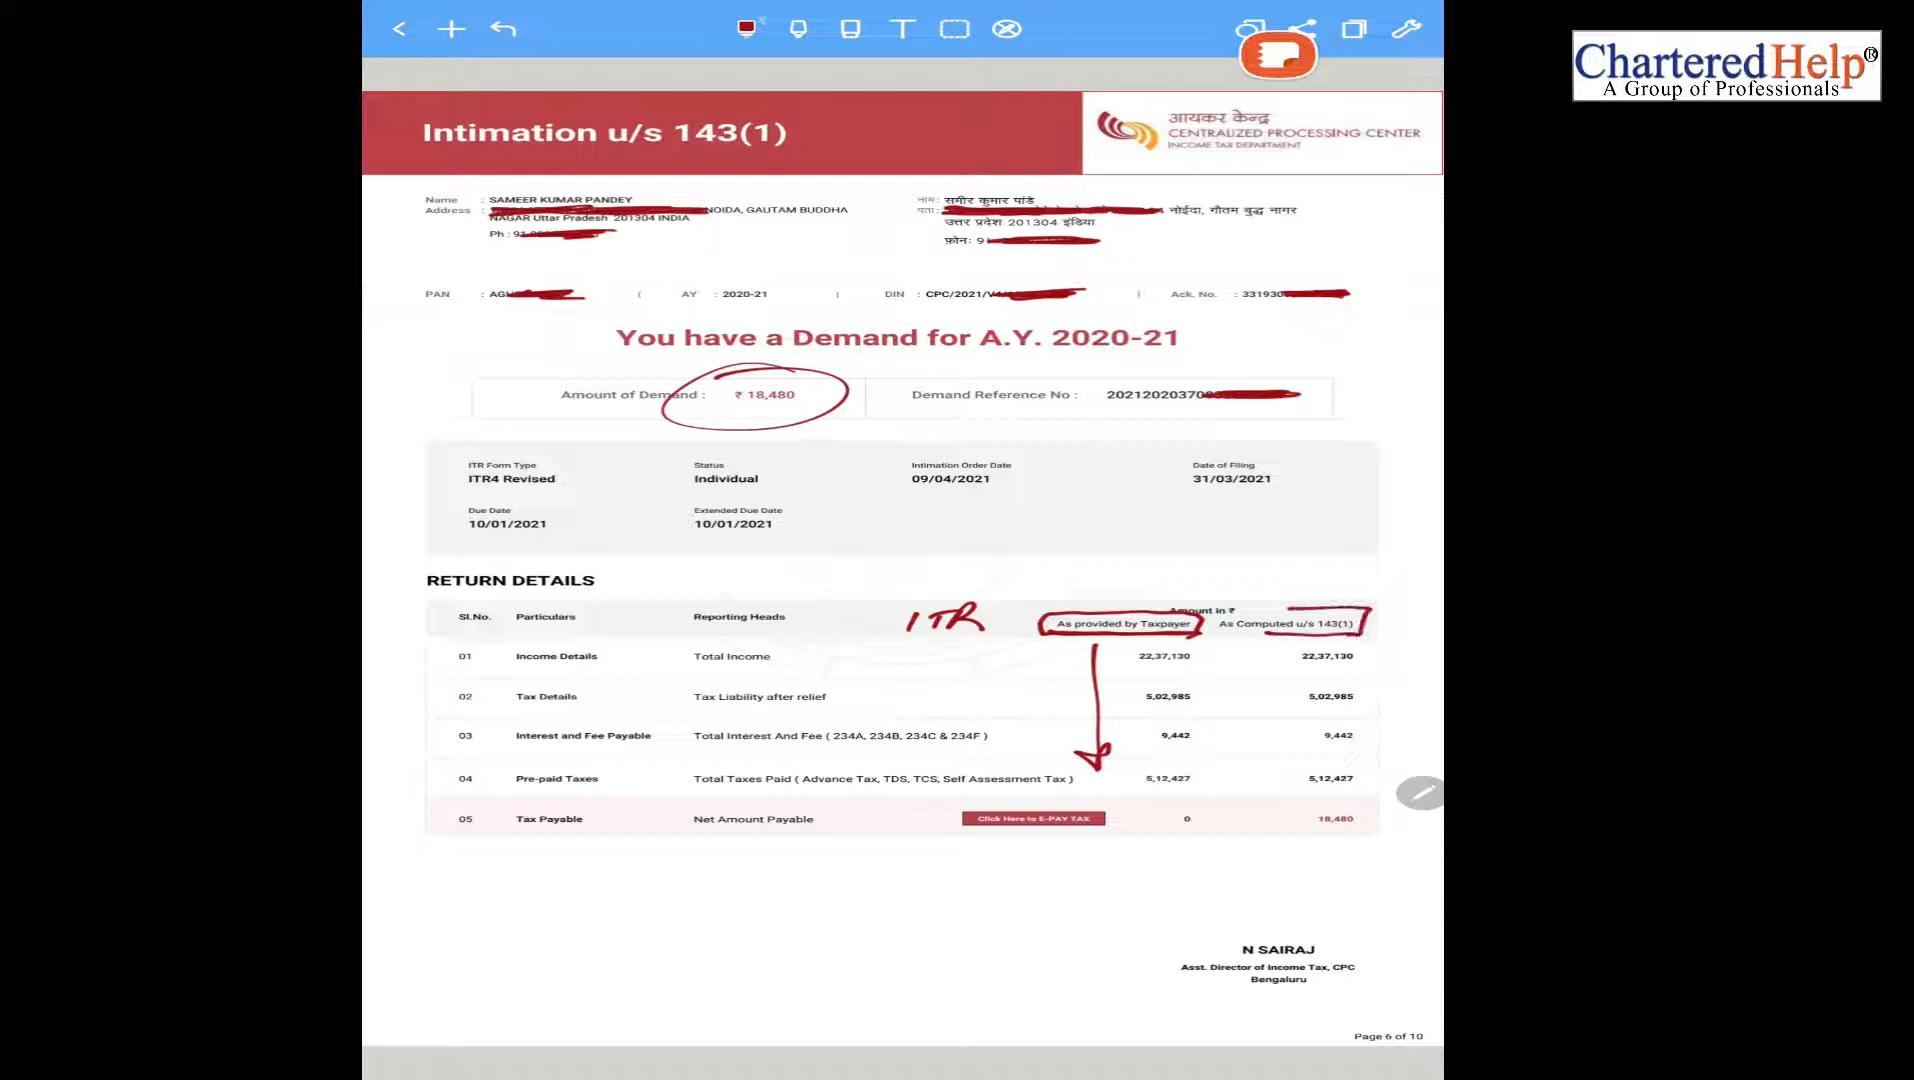 CharteredHelp®
A Group of Professionals
Intimation u/s 143(1)
आयकर केन्द्र
CENTRALIZED PROCESSING CENTER
INCOME TAX DEPARTMENT
Name : SAMEER KUMAR PANDEY
Address : NOIDA, GAUTAM BUDDHA
NAGAR Uttar Pradesh 201304 INDIA
Ph : 91
नाम: समीर कुमार पांडे
पता: नोईदा, गौतम बुद्ध नागर
उत्तर प्रदेश 201304 इंडिया
फ़ोन: 9
PAN : AG | AY : 2020-21 | DIN : CPC/2021/V | Ack. No. : 33193
You have a Demand for A.Y. 2020-21
Amount of Demand : ₹ 18,480 Demand Reference No : 20212020370
ITR Form Type Status Intimation Order Date Date of Filing
ITR4 Revised Individual 09/04/2021 31/03/2021
Due Date Extended Due Date
10/01/2021 10/01/2021
RETURN DETAILS
Amount in ₹
Sl.No. Particulars Reporting Heads ITR As provided by Taxpayer As Computed u/s 143(1)
01 Income Details Total Income 22,37,130 22,37,130
02 Tax Details Tax Liability after relief 5,02,985 5,02,985
03 Interest and Fee Payable Total Interest And Fee ( 234A, 234B, 234C & 234F ) 9,442 9,442
04 Pre-paid Taxes Total Taxes Paid ( Advance Tax, TDS, TCS, Self Assessment Tax ) 5,12,427 5,12,427
05 Tax Payable Net Amount Payable Click Here to E-PAY TAX 0 18,480
N SAIRAJ
Asst. Director of Income Tax, CPC
Bengaluru
Page 6 of 10